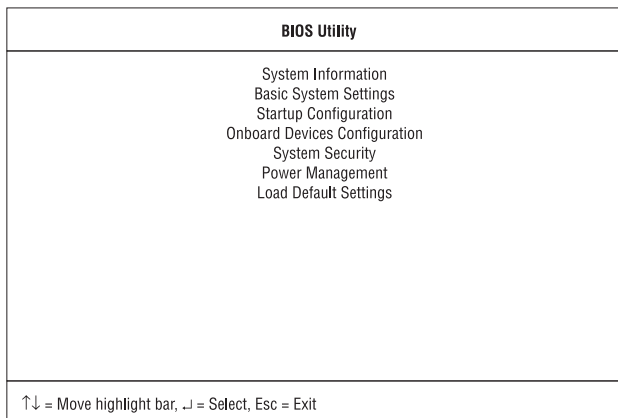 BIOS Utility
System Information
Basic System Settings
Startup Configuration
Onboard Devices Configuration
System Security
Power Management
Load Default Settings
↑↓ = Move highlight bar, ↵ = Select, Esc = Exit